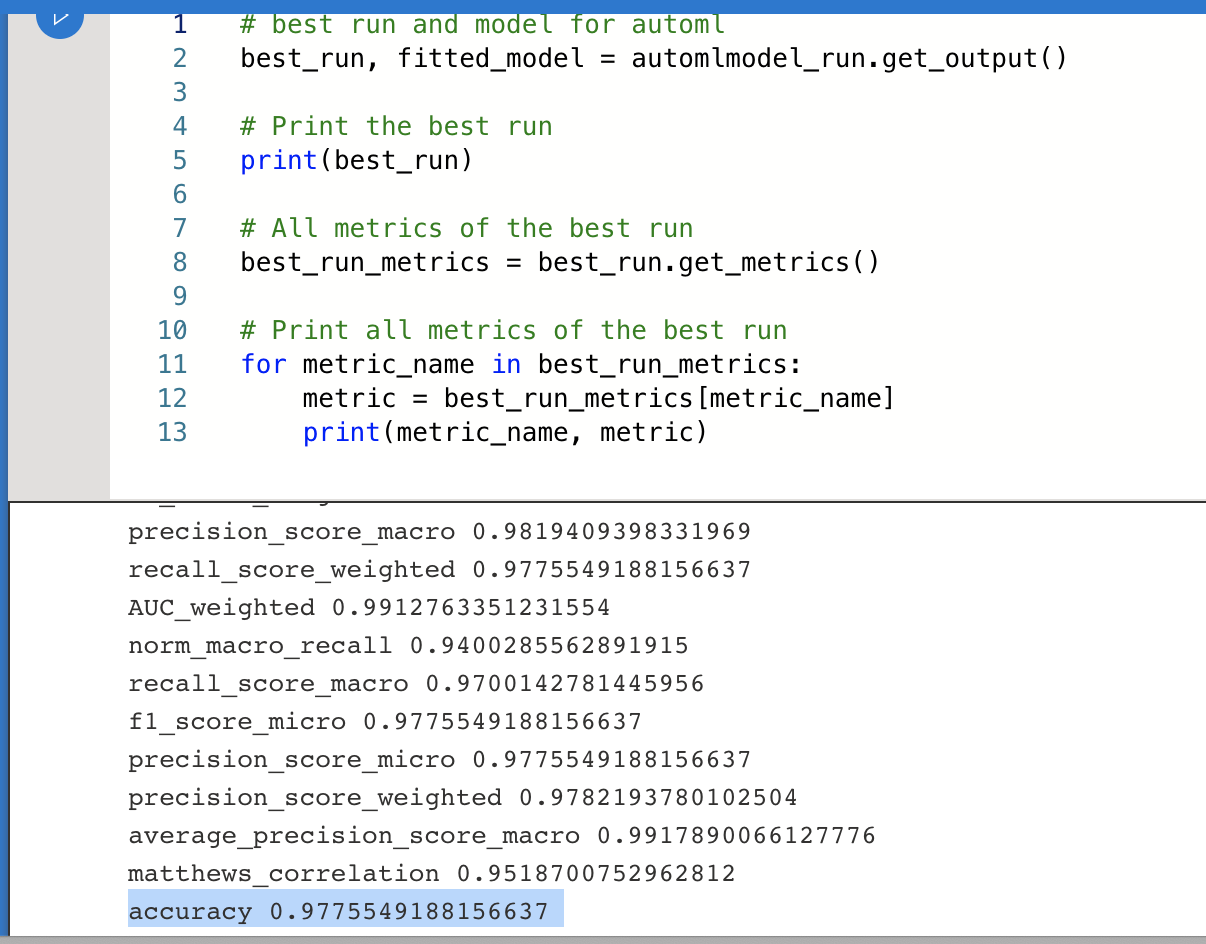 1 # best run and model for automl
2 best_run, fitted_model = automlmodel_run.get_output()
3
4 # Print the best run
5 print(best_run)
6
7 # All metrics of the best run
8 best_run_metrics = best_run.get_metrics()
9
10 # Print all metrics of the best run
11 for metric_name in best_run_metrics:
12     metric = best_run_metrics[metric_name]
13     print(metric_name, metric)
precision_score_macro 0.9819409398331969
recall_score_weighted 0.9775549188156637
AUC_weighted 0.9912763351231554
norm_macro_recall 0.9400285562891915
recall_score_macro 0.9700142781445956
f1_score_micro 0.9775549188156637
precision_score_micro 0.9775549188156637
precision_score_weighted 0.9782193780102504
average_precision_score_macro 0.9917890066127776
matthews_correlation 0.9518700752962812
accuracy 0.9775549188156637